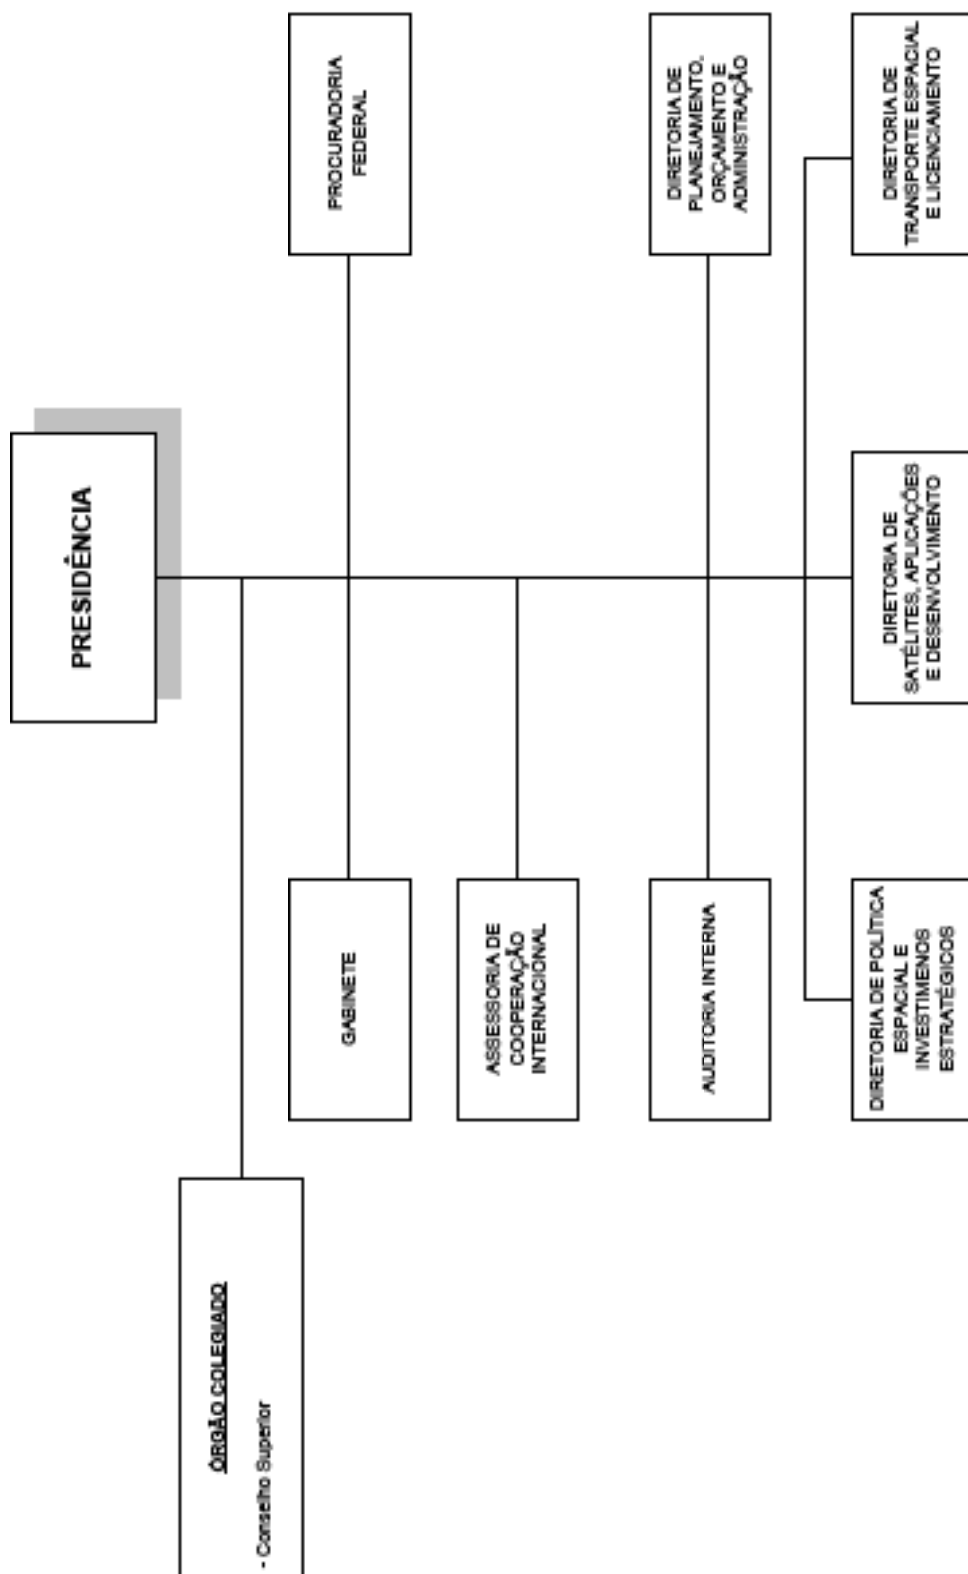 PRESIDÊNCIA
ÓRGÃO COLEGIADO
- Conselho Superior
GABINETE
PROCURADORIA
FEDERAL
ASSESSORIA DE
COOPERAÇÃO
INTERNACIONAL
AUDITORIA INTERNA
DIRETORIA DE
PLANEJAMENTO,
ORÇAMENTO E
ADMINISTRAÇÃO
DIRETORIA DE POLÍTICA
ESPACIAL E
INVESTIMENOS
ESTRATÉGICOS
DIRETORIA DE
SATÉLITES, APLICAÇÕES
E DESENVOLVIMENTO
DIRETORIA DE
TRANSPORTE ESPACIAL
E LICENCIAMENTO